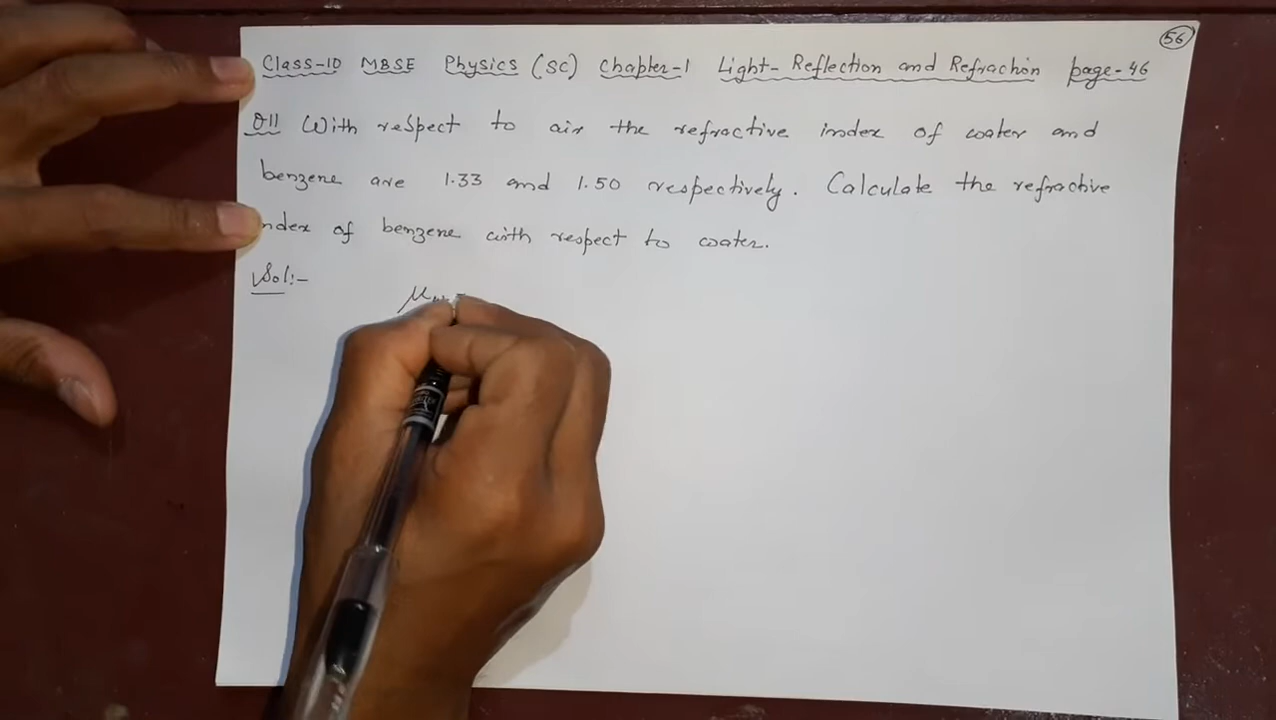 56
Class-10 MBSE Physics (SC) Chapter-1 Light- Reflection and Refraction page-46
Q11 With respect to air the refractive index of water and
benzene are 1.33 and 1.50 respectively. Calculate the refractive
ndex of benzene with respect to water.
Sol:-
μw